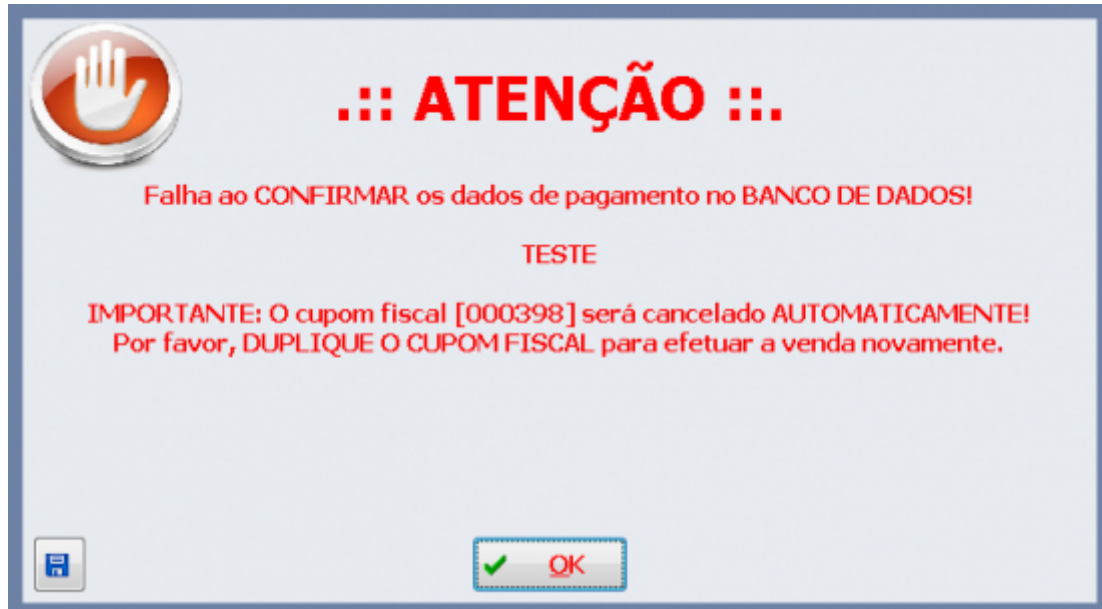 .:: ATENÇÃO ::.
Falha ao CONFIRMAR os dados de pagamento no BANCO DE DADOS!
TESTE
IMPORTANTE: O cupom fiscal [000398] será cancelado AUTOMATICAMENTE!
Por favor, DUPLIQUE O CUPOM FISCAL para efetuar a venda novamente.
OK